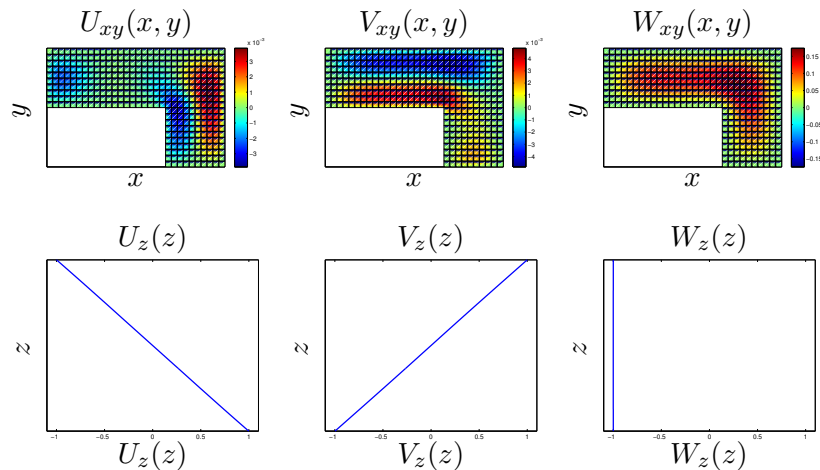 U_{xy}(x, y)
V_{xy}(x, y)
W_{xy}(x, y)
x 10⁻³
3
2
1
0
−1
−2
−3
x 10⁻³
4
3
2
1
0
−1
−2
−3
−4
0.15
0.1
0.05
0
−0.05
−0.1
−0.15
y
y
y
x
x
x
U_z(z)
V_z(z)
W_z(z)
z
z
z
−1 −0.5 0 0.5 1
−1 −0.5 0 0.5 1
−1 −0.5 0 0.5 1
U_z(z)
V_z(z)
W_z(z)